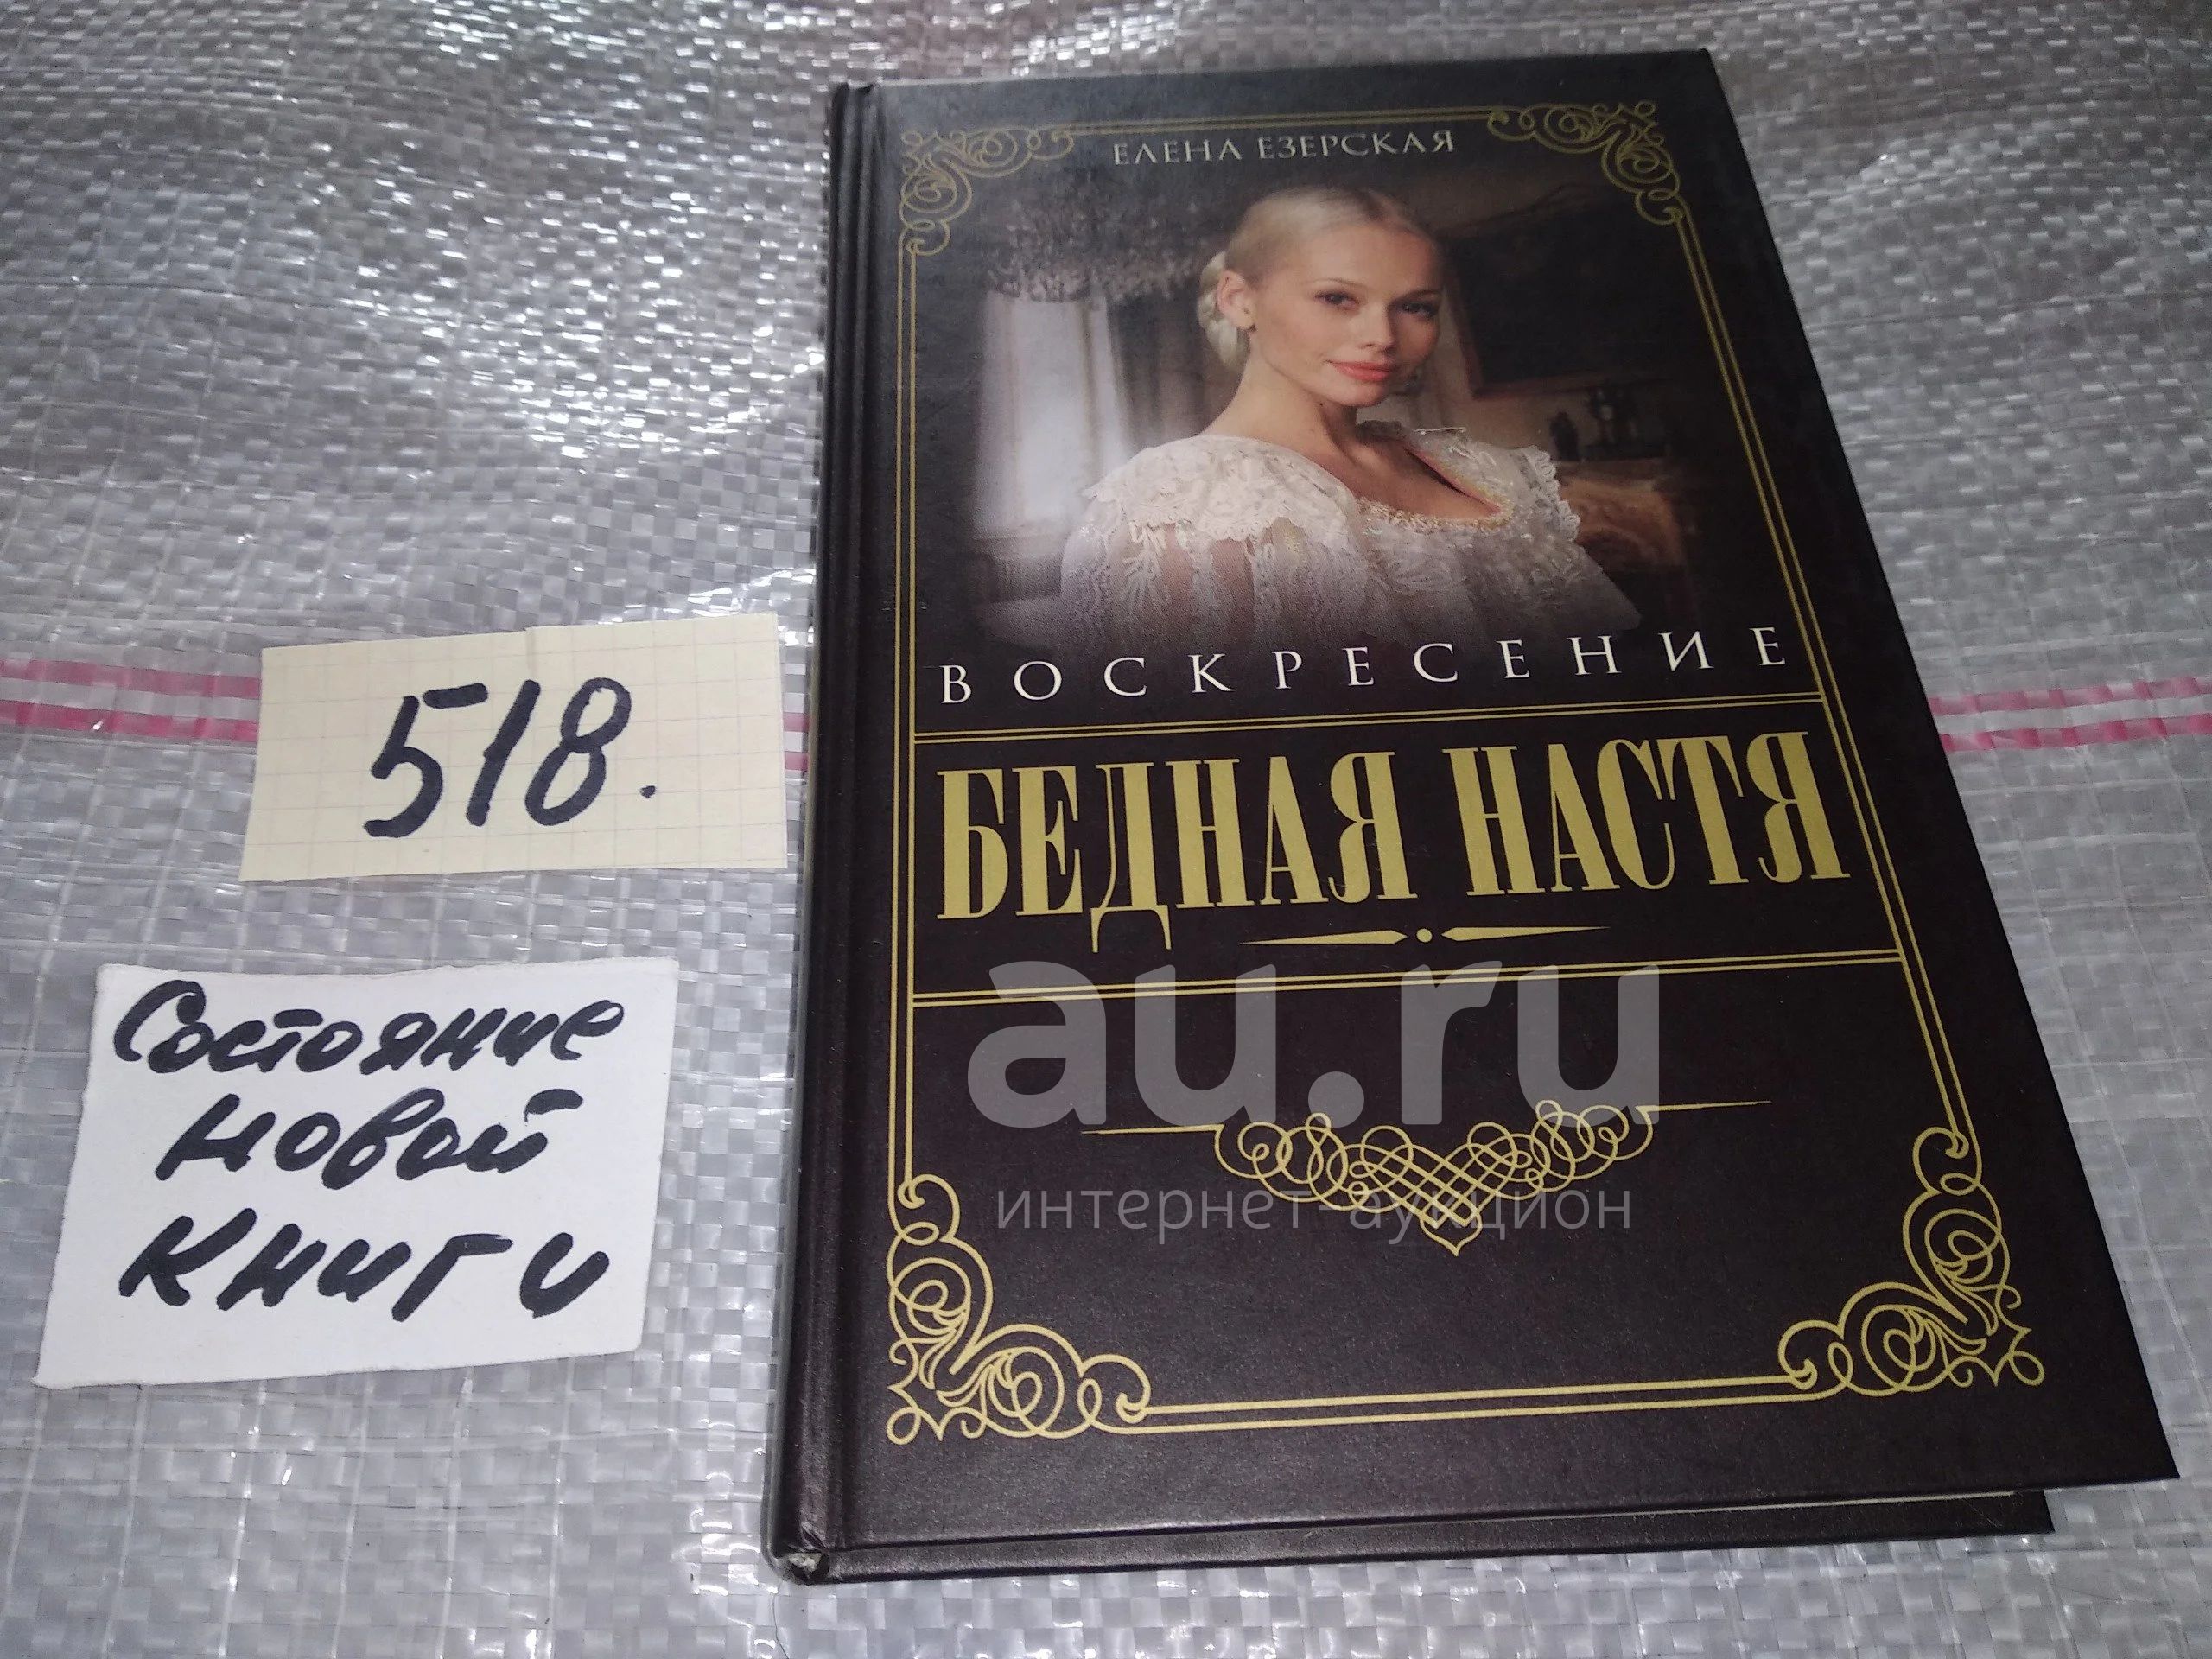 ЕЛЕНА ЕЗЕРСКАЯ
ВОСКРЕСЕНИЕ
БЕДНАЯ НАСТЯ
518.
Состояние
новой
книги
au.ru
интернет-аукцион